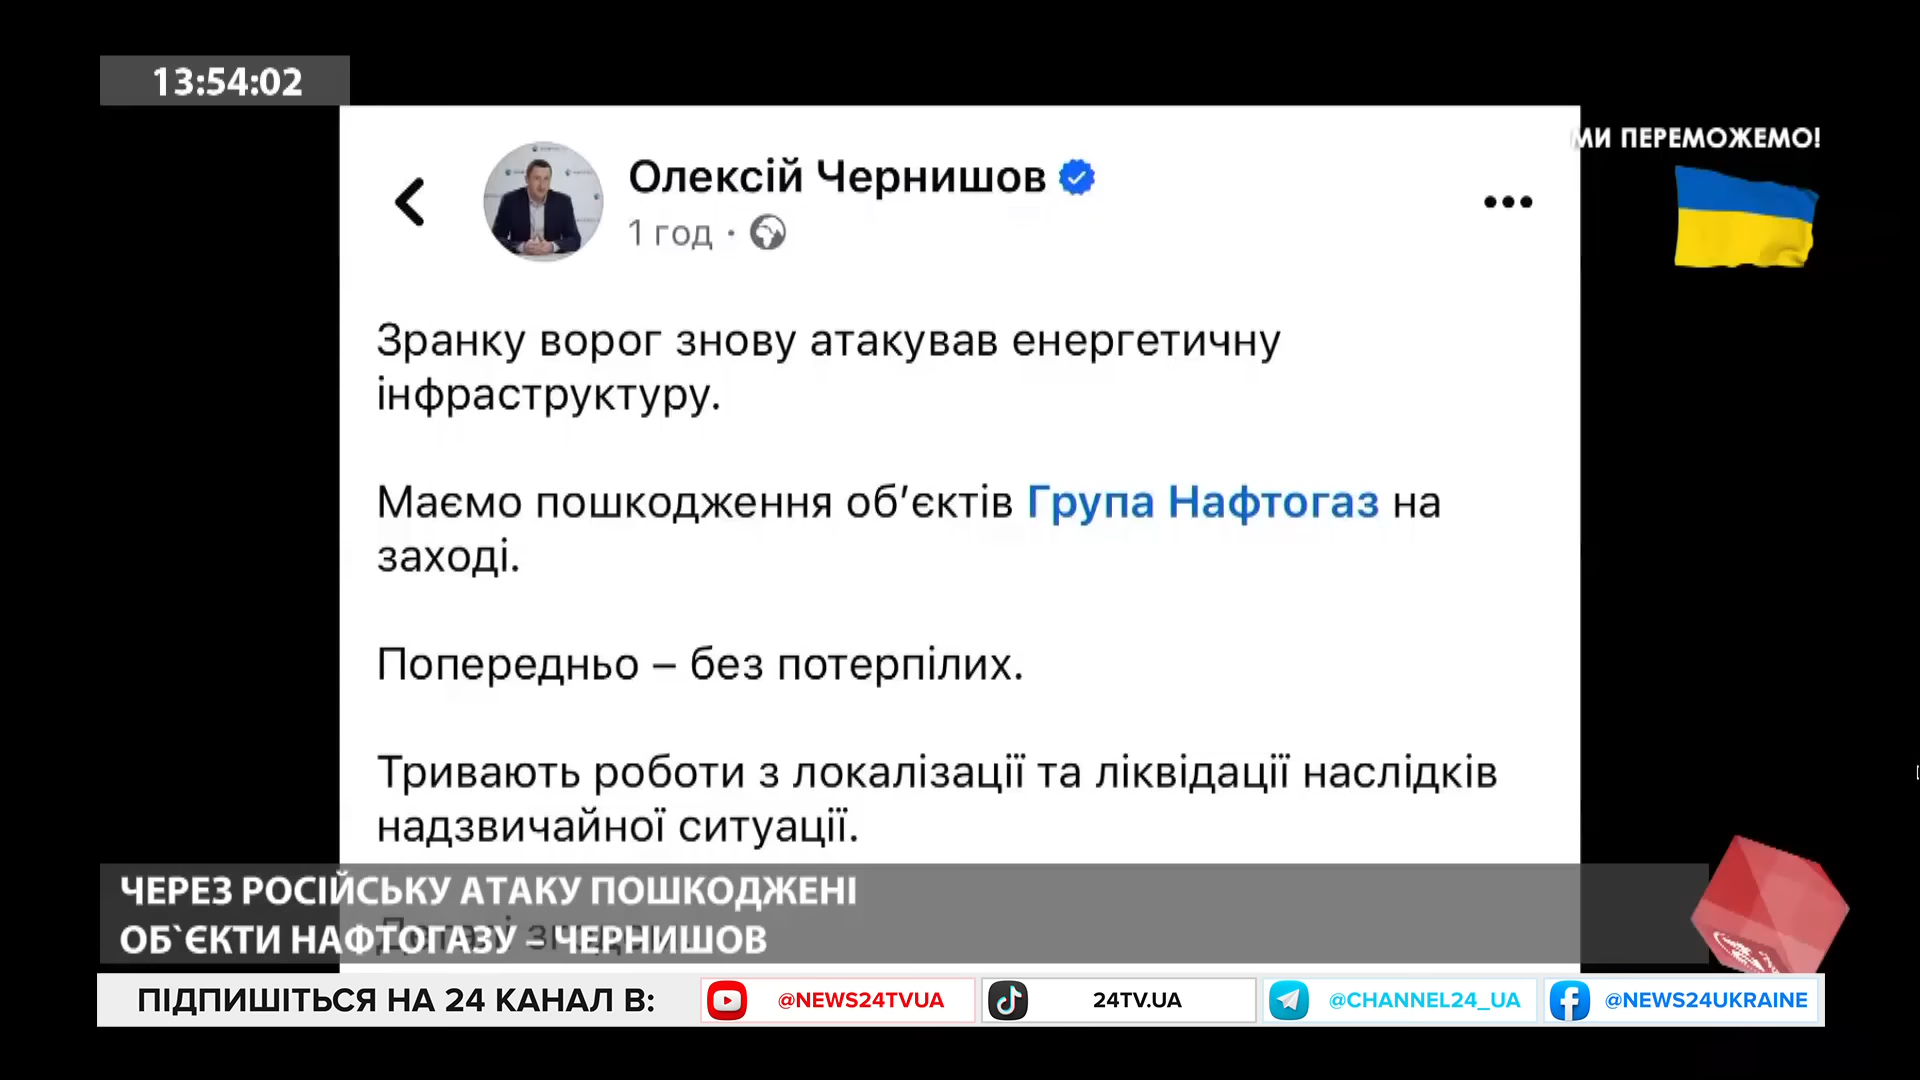 13:54:02
МИ ПЕРЕМОЖЕМО!
Олексій Чернишов
1 год ·
Зранку ворог знову атакував енергетичну
інфраструктуру.
Маємо пошкодження об’єктів Група Нафтогаз на
заході.
Попередньо – без потерпілих.
Тривають роботи з локалізації та ліквідації наслідків
надзвичайної ситуації.
ЧЕРЕЗ РОСІЙСЬКУ АТАКУ ПОШКОДЖЕНІ
ОБ`ЄКТИ НАФТОГАЗУ – ЧЕРНИШОВ
ПІДПИШІТЬСЯ НА 24 КАНАЛ В:
@NEWS24TVUA
24TV.UA
@CHANNEL24_UA
@NEWS24UKRAINE